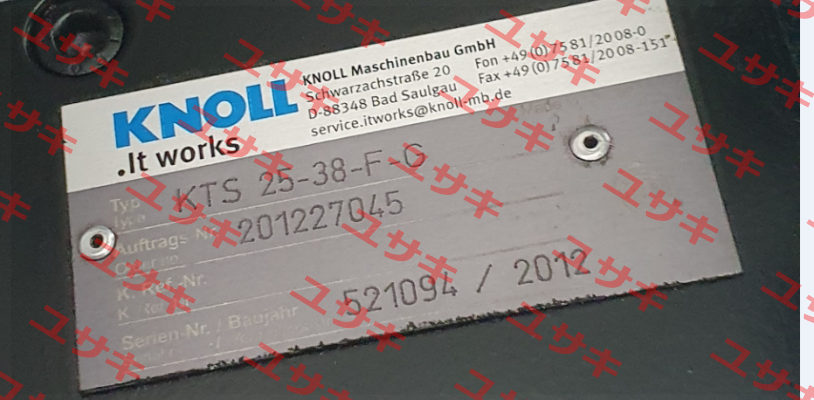 KNOLL
.It works
KNOLL Maschinenbau GmbH
Schwarzachstraße 20
D-88348 Bad Saulgau
service.itworks@knoll-mb.de
Fon +49(0)7581/2008-0
Fax +49(0)7581/2008-151
Typ KTS 25-38-F-G
Type
Auftrags-Nr. 201227045
K. Ref.-Nr.
Serien-Nr. / Baujahr 521094 / 2012
ユサキ